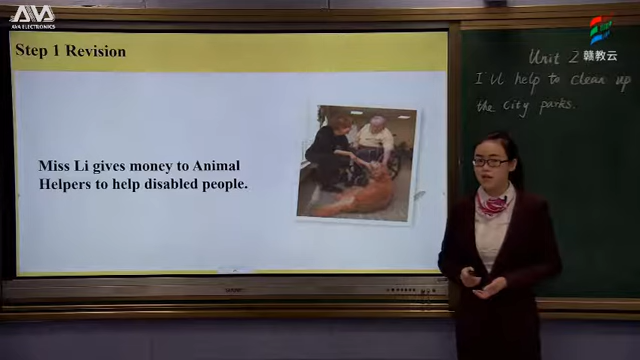 AVA
AVA ELECTRONICS
Step 1 Revision
Miss Li gives money to Animal
Helpers to help disabled people.
赣教云
Unit 2
I'll help to clean up
the city parks.